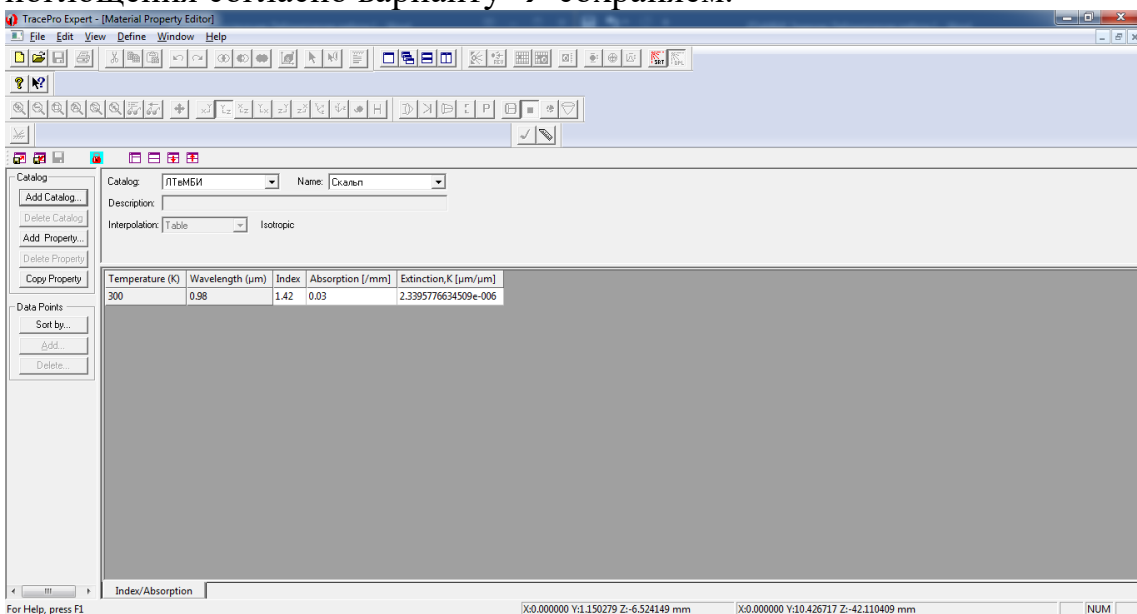 поглощения согласно варианту → сохраняем.
TracePro Expert - [Material Property Editor]
File Edit View Define Window Help
Catalog
Add Catalog...
Delete Catalog
Add Property...
Delete Property
Copy Property
Data Points
Sort by...
Add...
Delete...
Catalog: ЛТвМБИ Name: Скальп
Description:
Interpolation: Table Isotropic
Temperature (K) Wavelength (µm) Index Absorption [/mm] Extinction,K [µm/µm]
300 0.98 1.42 0.03 2.3395776634509e-006
Index/Absorption
For Help, press F1 X:0.000000 Y:1.150279 Z:-6.524149 mm X:0.000000 Y:10.426717 Z:-42.110409 mm NUM